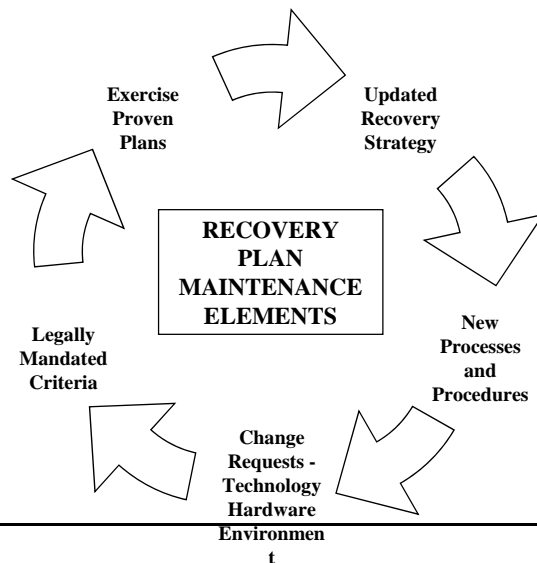 Exercise
Proven
Plans
Updated
Recovery
Strategy
RECOVERY
PLAN
MAINTENANCE
ELEMENTS
New
Processes
and
Procedures
Legally
Mandated
Criteria
Change
Requests -
Technology
Hardware
Environmen
t